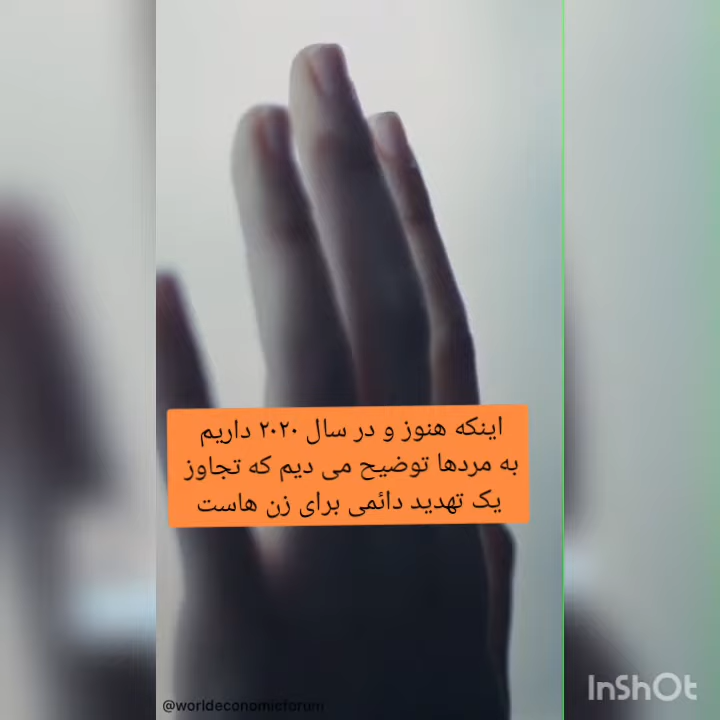 اینکه هنوز و در سال ۲۰۲۰ داریم
به مردها توضیح می دیم که تجاوز
یک تهدید دائمی برای زن هاست
@worldeconomicforum
InShOt